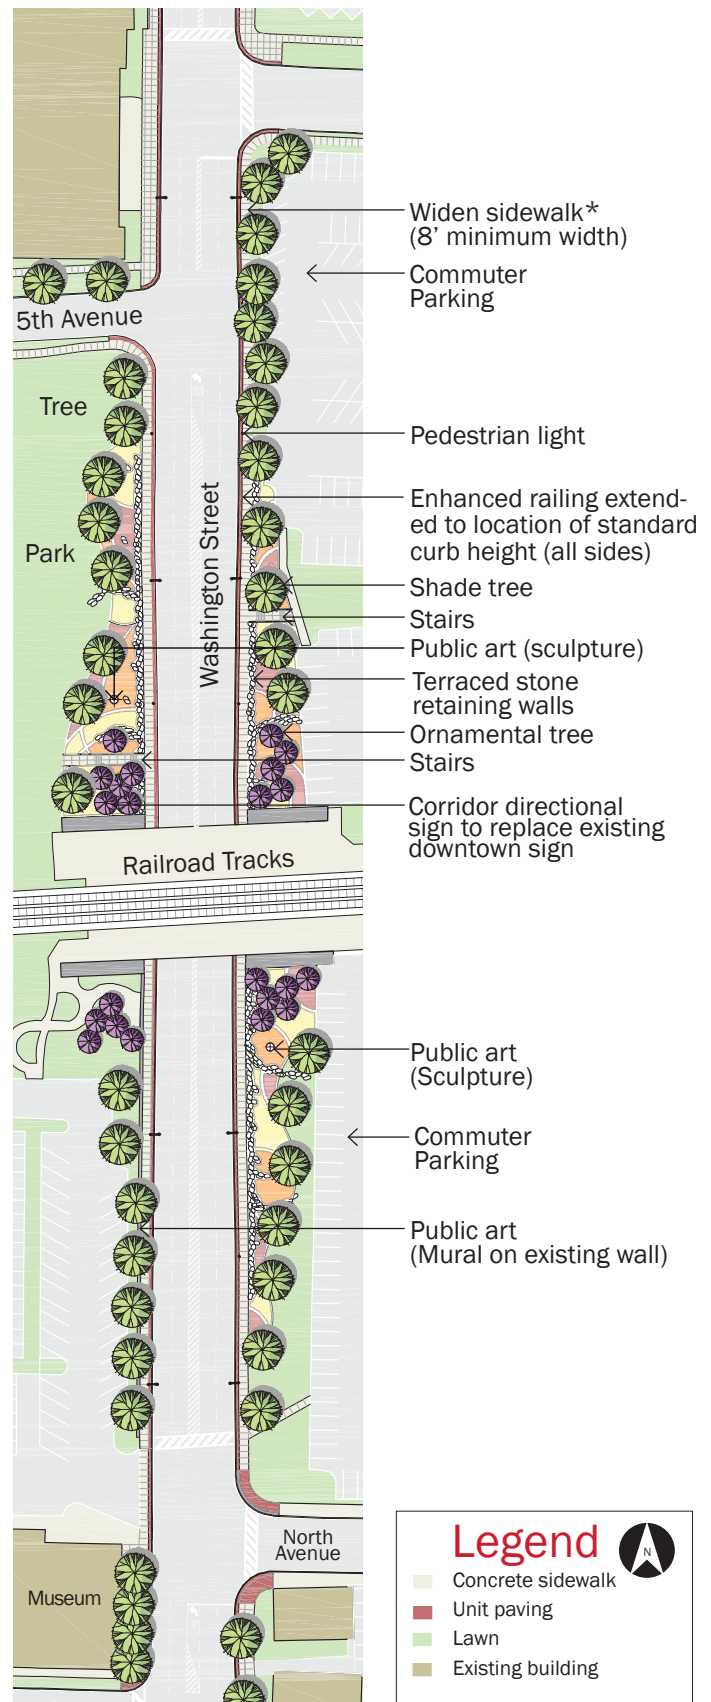 Widen sidewalk*
(8’ minimum width)
Commuter
Parking
5th Avenue
Tree
Park
Washington Street
Pedestrian light
Enhanced railing extend-
ed to location of standard
curb height (all sides)
Shade tree
Stairs
Public art (sculpture)
Terraced stone
retaining walls
Ornamental tree
Stairs
Corridor directional
sign to replace existing
downtown sign
Railroad Tracks
Public art
(Sculpture)
Commuter
Parking
Public art
(Mural on existing wall)
North
Avenue
Museum
Legend
N
Concrete sidewalk
Unit paving
Lawn
Existing building